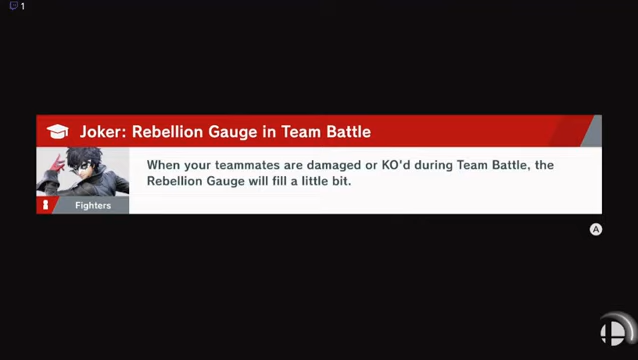 1
Joker: Rebellion Gauge in Team Battle
When your teammates are damaged or KO'd during Team Battle, the
Rebellion Gauge will fill a little bit.
Fighters
A